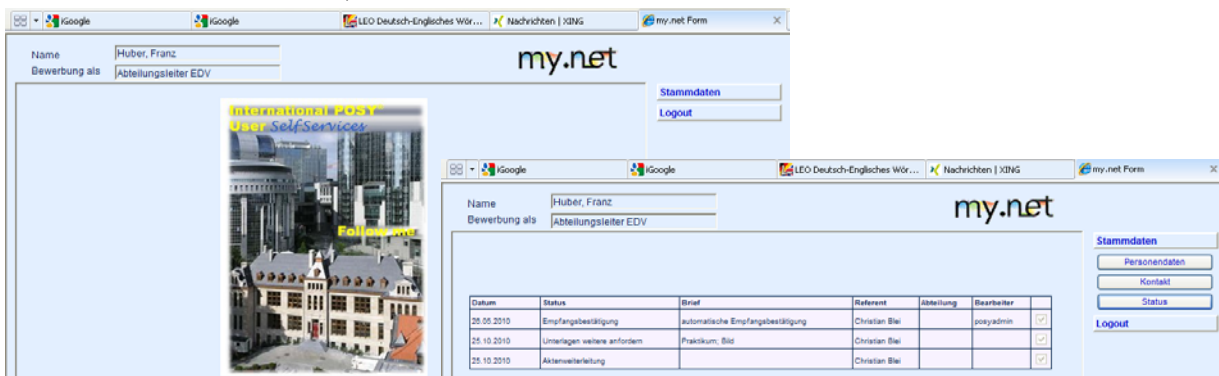 iGoogle
iGoogle
LEO Deutsch-Englisches Wör...
Nachrichten | XING
my.net Form
Name Huber, Franz
Bewerbung als Abteilungsleiter EDV
my.net
Stammdaten
Logout
International POSY
User SelfServices
Follow me
iGoogle
iGoogle
LEO Deutsch-Englisches Wör...
Nachrichten | XING
my.net Form
Name Huber, Franz
Bewerbung als Abteilungsleiter EDV
my.net
Stammdaten
Personendaten
Kontakt
Status
Logout
Datum Status Brief Referent Abteilung Bearbeiter
26.05.2010 Empfangsbestätigung automatische Empfangsbestätigung Christian Blei posyadmin
25.10.2010 Unterlagen weitere anfordern Praktikum; Bild Christian Blei
25.10.2010 Aktenweiterleitung Christian Blei